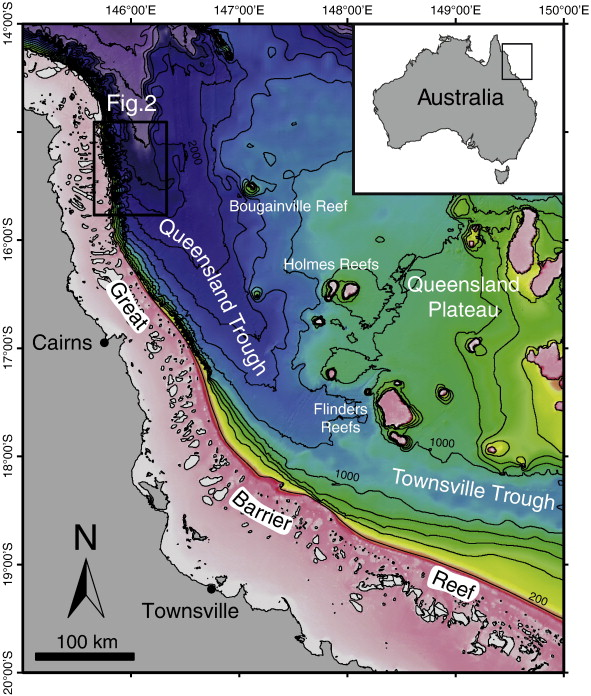 146°00'E 147°00'E 148°00'E 149°00'E 150°00'E
14°00'S
Fig.2
Australia
2000
Bougainville Reef
Queensland Trough
16°00'S
Holmes Reefs
Queensland
Plateau
Great
Cairns
17°00'S
Flinders
Reefs
1000
18°00'S
1000
Townsville Trough
Barrier
N
19°00'S
Reef
200
Townsville
100 km
20°00'S